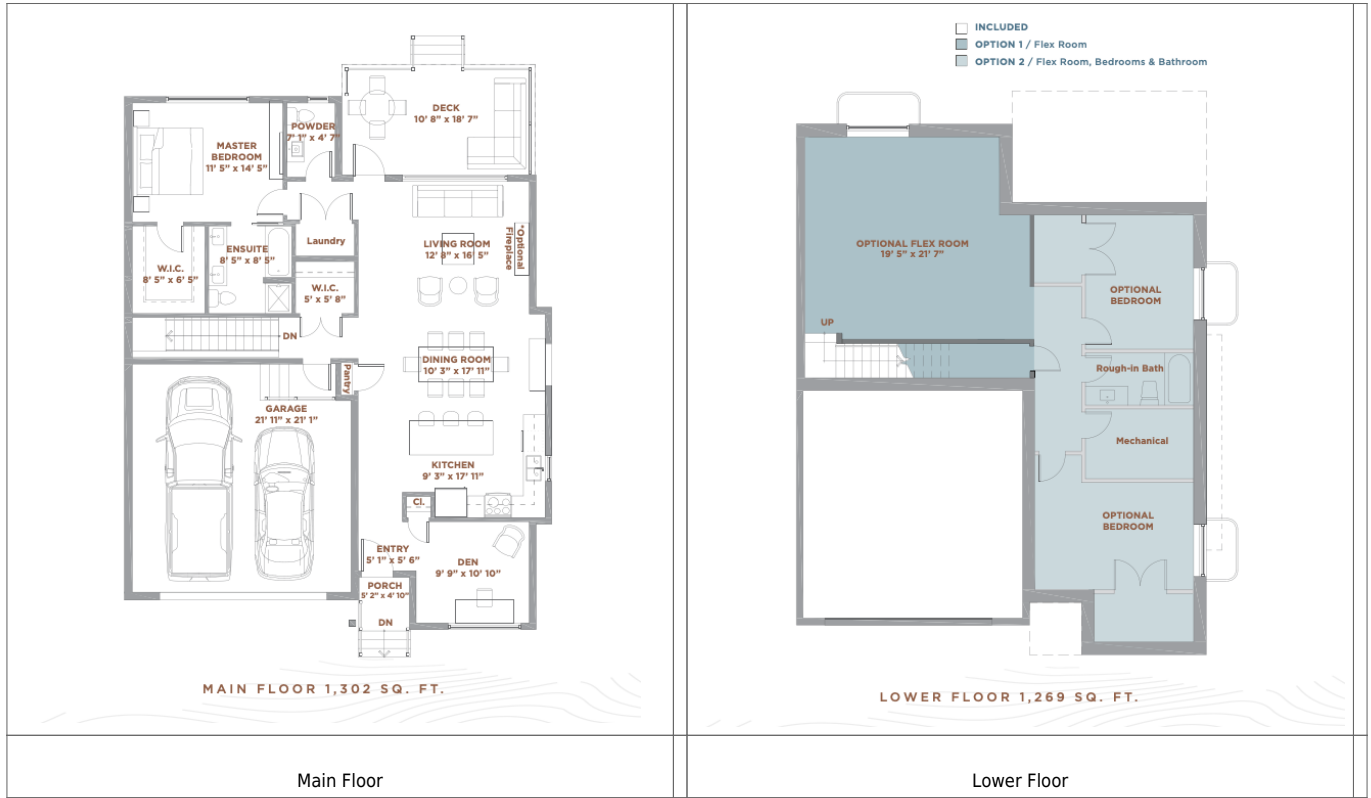 DECK
10' 8" x 18' 7"
POWDER
7' 1" x 4' 7"
MASTER
BEDROOM
11' 5" x 14' 5"
Laundry
ENSUITE
8' 5" x 8' 5"
W.I.C.
8' 5" x 6' 5"
W.I.C.
5' x 5' 8"
LIVING ROOM
12' 8" x 16' 5"
*Optional
Fireplace
DN
DINING ROOM
10' 3" x 17' 11"
Pantry
GARAGE
21' 11" x 21' 1"
KITCHEN
9' 3" x 17' 11"
Cl.
ENTRY
5' 1" x 5' 6"
DEN
9' 9" x 10' 10"
PORCH
5' 2" x 4' 10"
DN
MAIN FLOOR 1,302 SQ. FT.
Main Floor
INCLUDED
OPTION 1 / Flex Room
OPTION 2 / Flex Room, Bedrooms & Bathroom
OPTIONAL FLEX ROOM
19' 5" x 21' 7"
OPTIONAL
BEDROOM
UP
Rough-in Bath
Mechanical
OPTIONAL
BEDROOM
LOWER FLOOR 1,269 SQ. FT.
Lower Floor